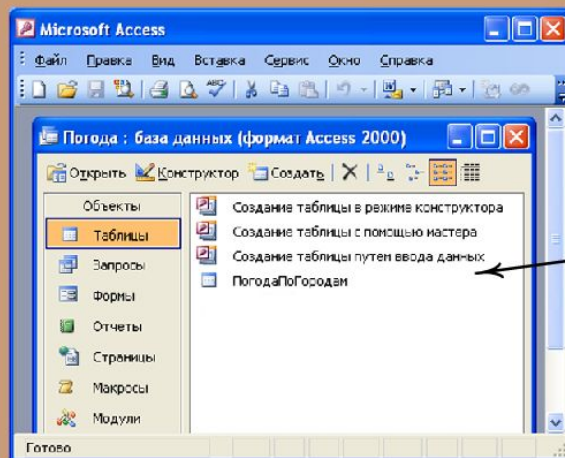 Microsoft Access
Файл Правка Вид Вставка Сервис Окно Справка
Погода : база данных (формат Access 2000)
Открыть Конструктор Создать
Объекты
Таблицы
Запросы
Формы
Отчеты
Страницы
Макросы
Модули
Создание таблицы в режиме конструктора
Создание таблицы с помощью мастера
Создание таблицы путем ввода данных
ПогодаПоГородам
Готово